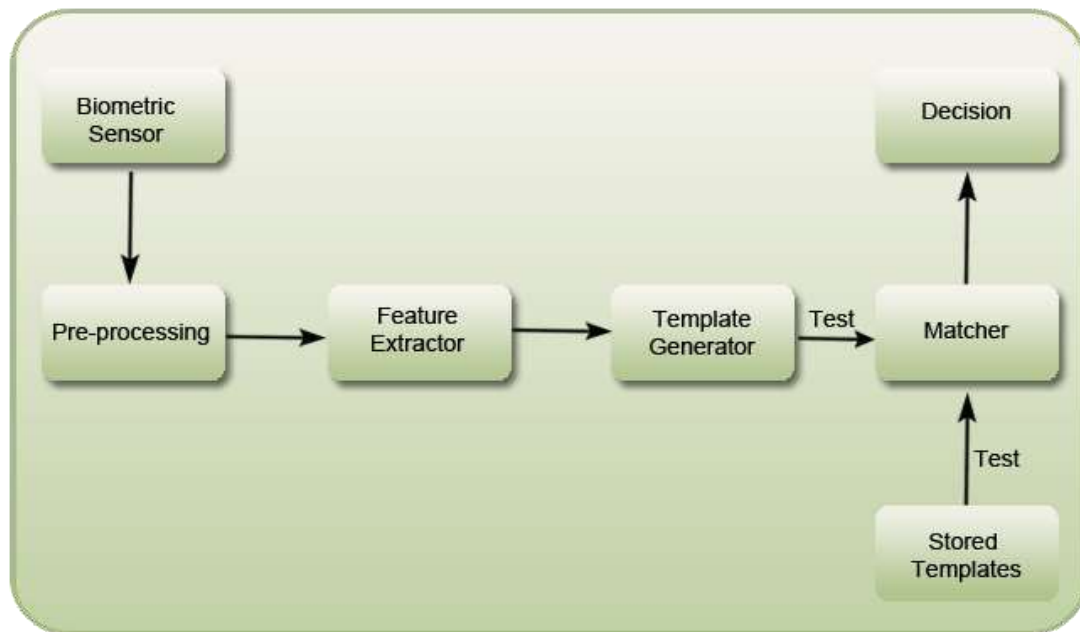 Biometric
Sensor
Decision
Pre-processing
Feature
Extractor
Template
Generator
Test
Matcher
Test
Stored
Templates